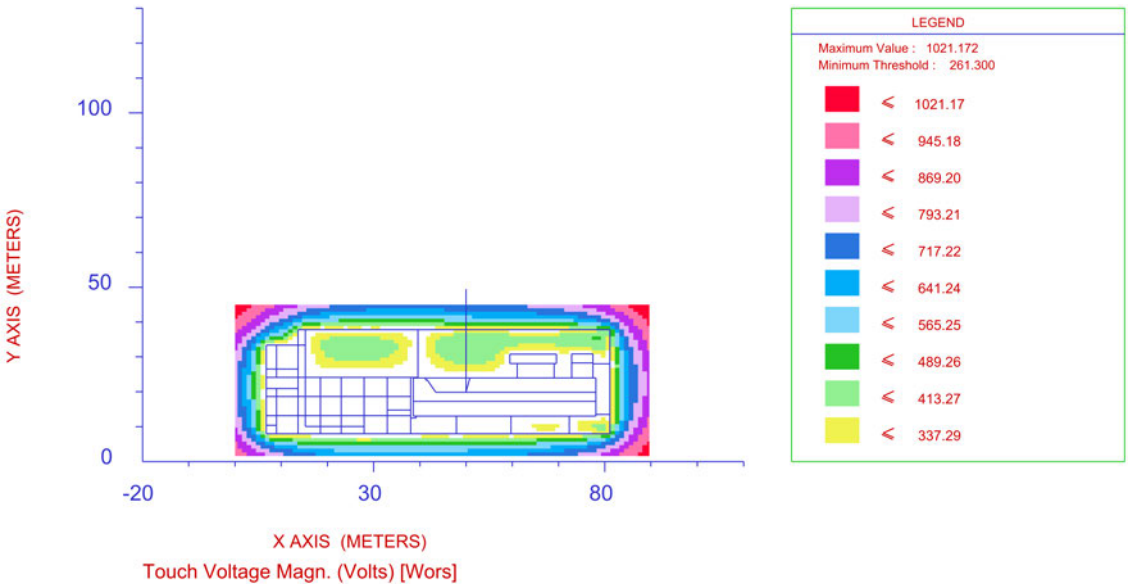 100
50
0
-20
30
80
Y AXIS (METERS)
X AXIS (METERS)
Touch Voltage Magn. (Volts) [Wors]
LEGEND
Maximum Value : 1021.172
Minimum Threshold : 261.300
⩽ 1021.17
⩽ 945.18
⩽ 869.20
⩽ 793.21
⩽ 717.22
⩽ 641.24
⩽ 565.25
⩽ 489.26
⩽ 413.27
⩽ 337.29